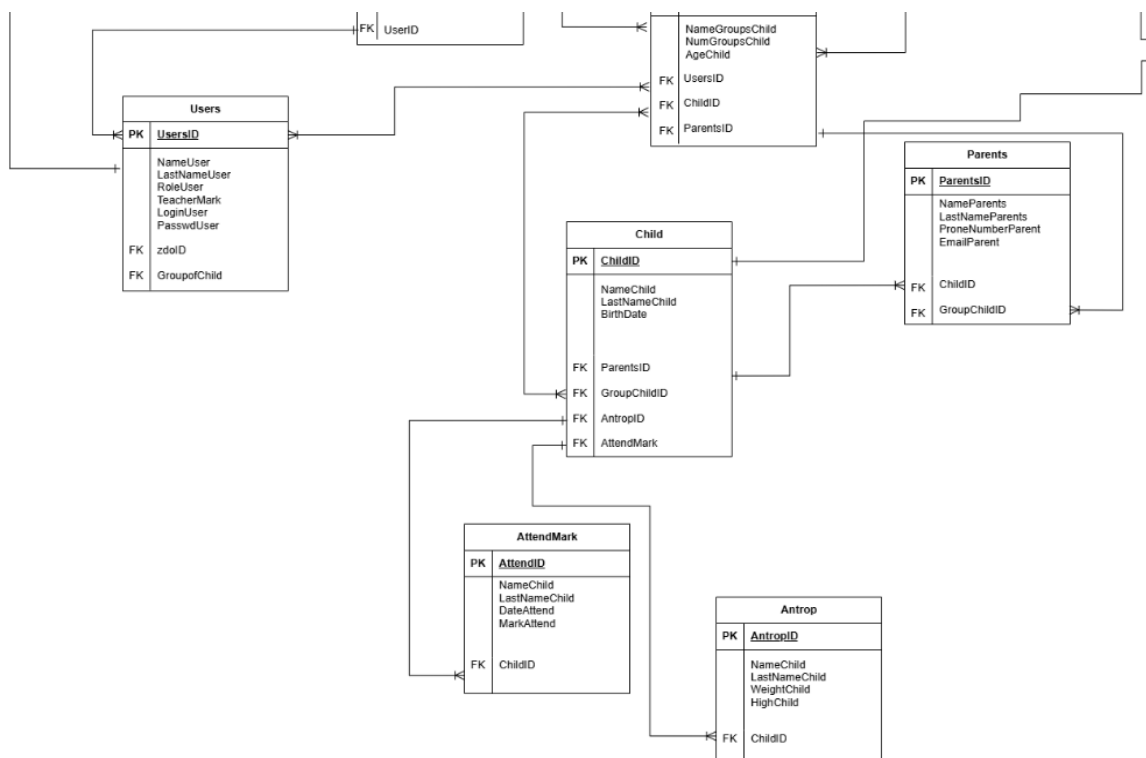 FK UserID
NameGroupsChild
NumGroupsChild
AgeChild
FK UsersID
FK ChildID
FK ParentsID
Users
PK UsersID
NameUser
LastNameUser
RoleUser
TeacherMark
LoginUser
PasswdUser
FK zdoID
FK GroupofChild
Parents
PK ParentsID
NameParents
LastNameParents
ProneNumberParent
EmailParent
FK ChildID
FK GroupChildID
Child
PK ChildID
NameChild
LastNameChild
BirthDate
FK ParentsID
FK GroupChildID
FK AntropID
FK AttendMark
AttendMark
PK AttendID
NameChild
LastNameChild
DateAttend
MarkAttend
FK ChildID
Antrop
PK AntropID
NameChild
LastNameChild
WeightChild
HighChild
FK ChildID